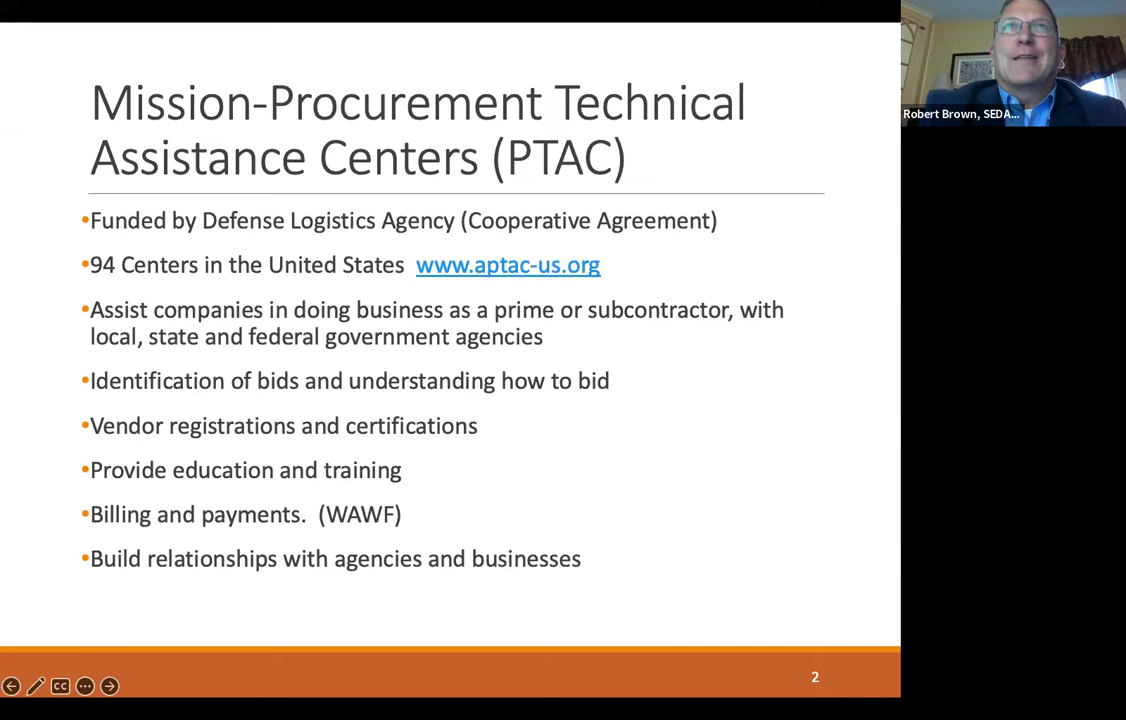 Mission-Procurement Technical
Assistance Centers (PTAC)
•Funded by Defense Logistics Agency (Cooperative Agreement)
•94 Centers in the United States www.aptac-us.org
•Assist companies in doing business as a prime or subcontractor, with
local, state and federal government agencies
•Identification of bids and understanding how to bid
•Vendor registrations and certifications
•Provide education and training
•Billing and payments. (WAWF)
•Build relationships with agencies and businesses
2
CC
Robert Brown, SEDA...